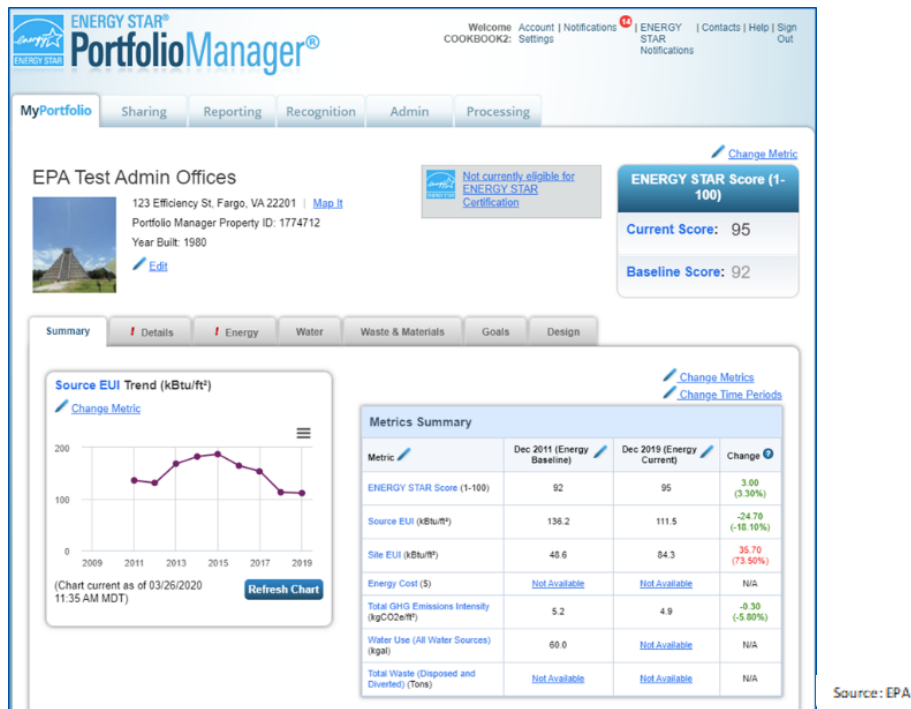 ENERGY STAR®
PortfolioManager®
ENERGY STAR
Welcome COOKBOOK2: Account Settings | Notifications 14 | ENERGY STAR Notifications | Contacts | Help | Sign Out
MyPortfolio Sharing Reporting Recognition Admin Processing
Change Metric
EPA Test Admin Offices
123 Efficiency St, Fargo, VA 22201 | Map It
Portfolio Manager Property ID: 1774712
Year Built: 1980
Edit
Not currently eligible for
ENERGY STAR
Certification
ENERGY STAR Score (1-
100)
Current Score: 95
Baseline Score: 92
Summary ! Details ! Energy Water Waste & Materials Goals Design
Source EUI Trend (kBtu/ft²)
Change Metric
200
100
0
2009 2011 2013 2015 2017 2019
(Chart current as of 03/26/2020
11:35 AM MDT)
Refresh Chart
Change Metrics
Change Time Periods
Metrics Summary
Metric Dec 2011 (Energy Baseline) Dec 2019 (Energy Current) Change ?
ENERGY STAR Score (1-100) 92 95 3.00 (3.30%)
Source EUI (kBtu/ft²) 136.2 111.5 -24.70 (-18.10%)
Site EUI (kBtu/ft²) 48.6 84.3 35.70 (73.50%)
Energy Cost ($) Not Available Not Available N/A
Total GHG Emissions Intensity (kgCO2e/ft²) 5.2 4.9 -0.30 (-5.80%)
Water Use (All Water Sources) (kgal) 60.0 Not Available N/A
Total Waste (Disposed and Diverted) (Tons) Not Available Not Available N/A
Source: EPA